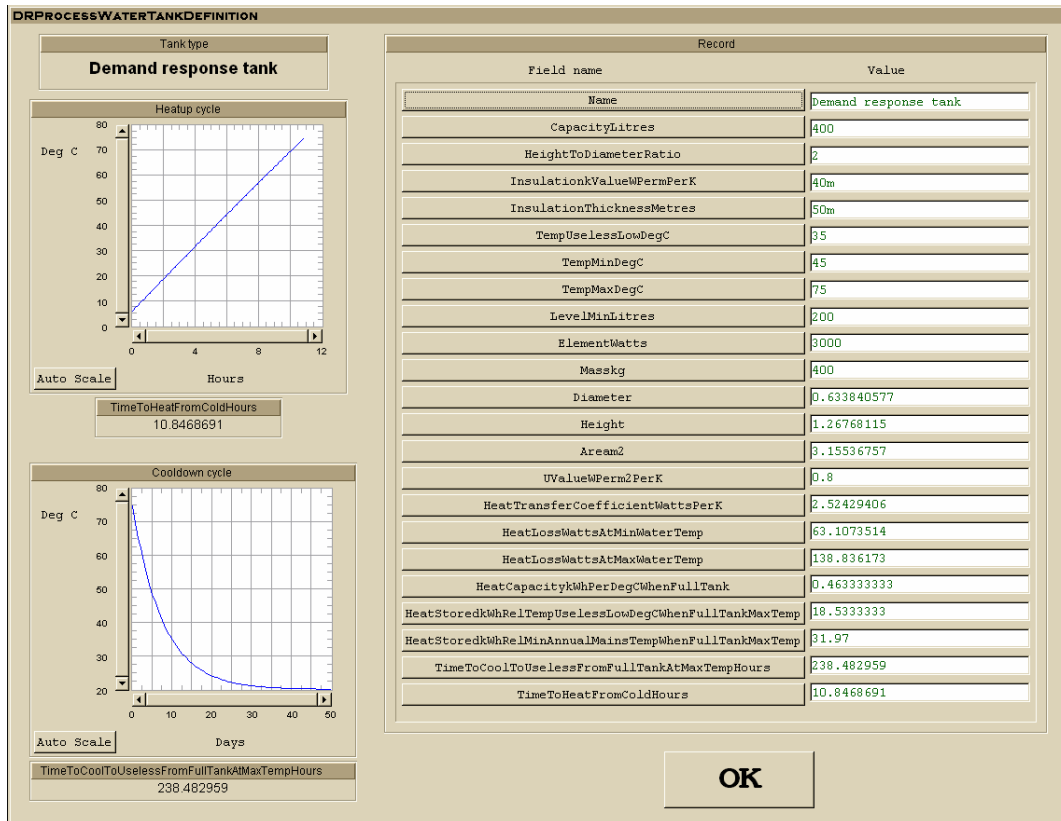 DRProcessWaterTankDefinition
Tank type
Demand response tank
Heatup cycle
Deg C
80
70
60
50
40
30
20
10
0
0 4 8 12
Auto Scale
Hours
TimeToHeatFromColdHours
10.8468691
Cooldown cycle
Deg C
80
70
60
50
40
30
20
0 10 20 30 40 50
Auto Scale
Days
TimeToCoolToUselessFromFullTankAtMaxTempHours
238.482959
Record
Field name Value
Name Demand response tank
CapacityLitres 400
HeightToDiameterRatio 2
InsulationkValueWPermPerK 40m
InsulationThicknessMetres 50m
TempUselessLowDegC 35
TempMinDegC 45
TempMaxDegC 75
LevelMinLitres 200
ElementWatts 3000
Masskg 400
Diameter 0.633840577
Height 1.26768115
Aream2 3.15536757
UValueWPerm2PerK 0.8
HeatTransferCoefficientWattsPerK 2.52429406
HeatLossWattsAtMinWaterTemp 63.1073514
HeatLossWattsAtMaxWaterTemp 138.836173
HeatCapacitykWhPerDegCWhenFullTank 0.463333333
HeatStoredkWhRelTempUselessLowDegCWhenFullTankMaxTemp 18.5333333
HeatStoredkWhRelMinAnnualMainsTempWhenFullTankMaxTemp 31.97
TimeToCoolToUselessFromFullTankAtMaxTempHours 238.482959
TimeToHeatFromColdHours 10.8468691
OK